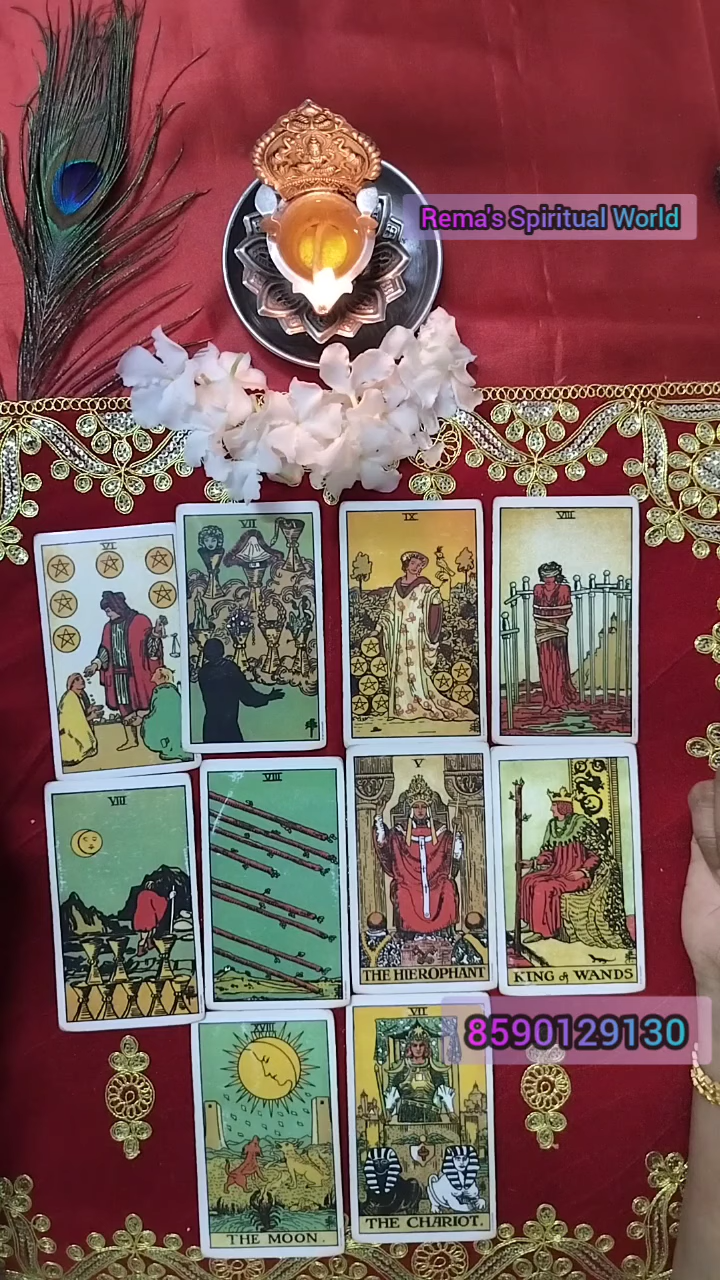 Rema's Spiritual World
VI
VII
IX
VIII
VIII
VIII
V
THE HIEROPHANT
KING of WANDS
8590129130
XVIII
THE MOON.
VII
THE CHARIOT.